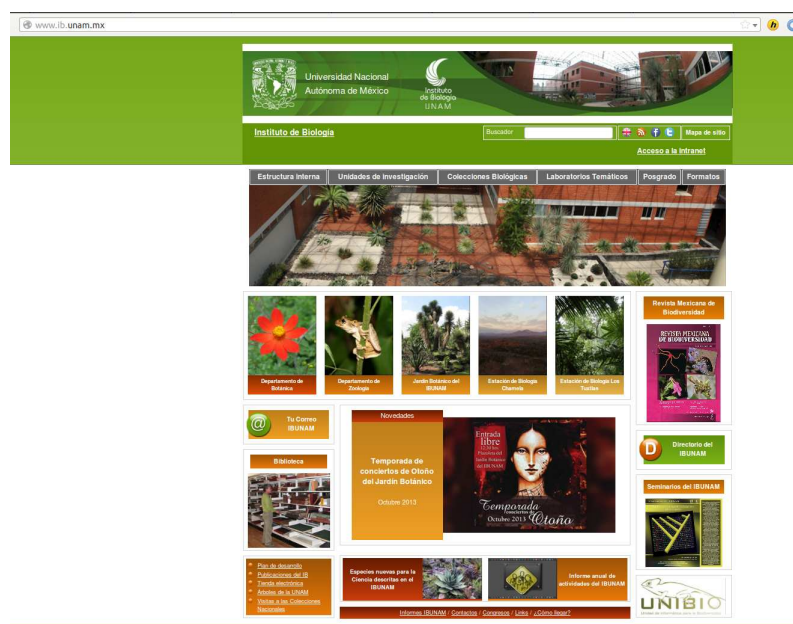 www.ib.unam.mx
Universidad Nacional
Autónoma de México
Instituto
de Biología
UNAM
Instituto de Biología
Buscador
Mapa de sitio
Acceso a la Intranet
Estructura Interna
Unidades de Investigación
Colecciones Biológicas
Laboratorios Temáticos
Posgrado
Formatos
Departamento de
Botánica
Departamento de
Zoología
Jardín Botánico del
IBUNAM
Estación de Biología
Chamela
Estación de Biología Los
Tuxtlas
Revista Mexicana de
Biodiversidad
REVISTA MEXICANA
DE BIODIVERSIDAD
Tu Correo
IBUNAM
Novedades
Temporada de
conciertos de Otoño
del Jardín Botánico
Octubre 2013
Entrada
libre
Temporada
conciertos de
Octubre 2013 Otoño
Directorio del
IBUNAM
Biblioteca
Seminarios del IBUNAM
Plan de desarrollo
Publicaciones del IB
Tienda electrónica
Árboles de la UNAM
Visitas a las Colecciones
Nacionales
Especies nuevas para la
Ciencia descritas en el
IBUNAM
Informe anual de
actividades del IBUNAM
UNIBIO
Informes IBUNAM / Contactos / Congresos / Links / ¿Cómo llegar?